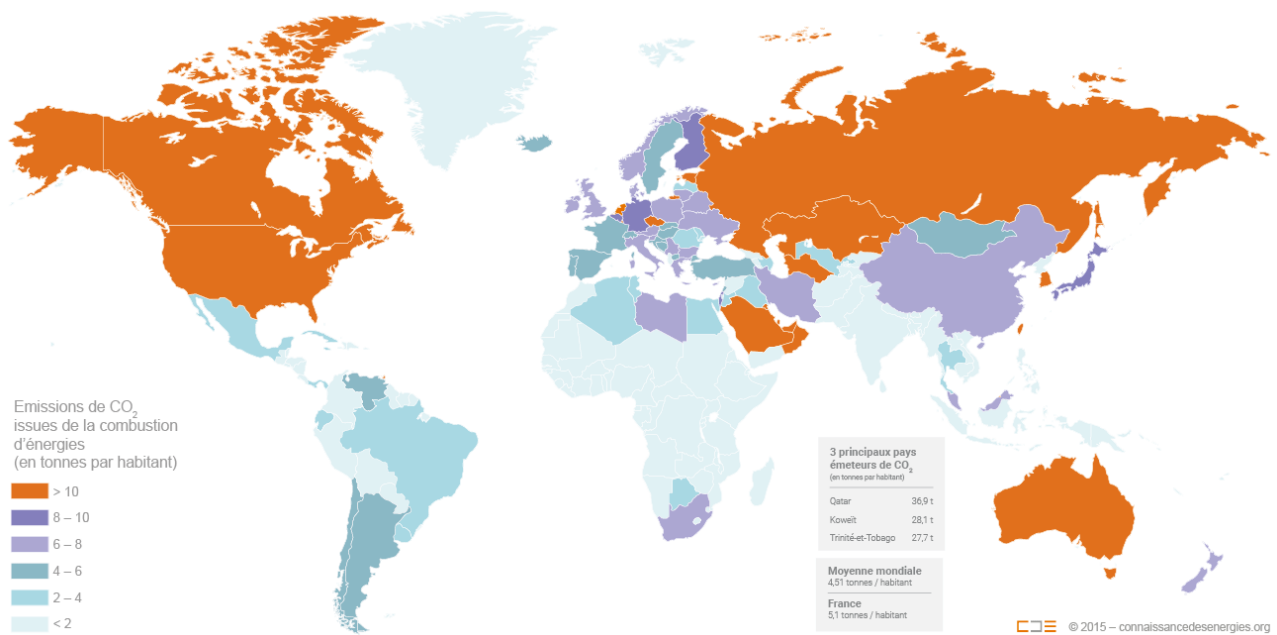 Emissions de CO2
issues de la combustion
d'énergies
(en tonnes par habitant)
> 10
8 – 10
6 – 8
4 – 6
2 – 4
< 2
3 principaux pays
émeteurs de CO2
(en tonnes par habitant)
Qatar 36,9 t
Koweït 28,1 t
Trinité-et-Tobago 27,7 t
Moyenne mondiale
4,51 tonnes / habitant
France
5,1 tonnes / habitant
© 2015 – connaissancedesenergies.org